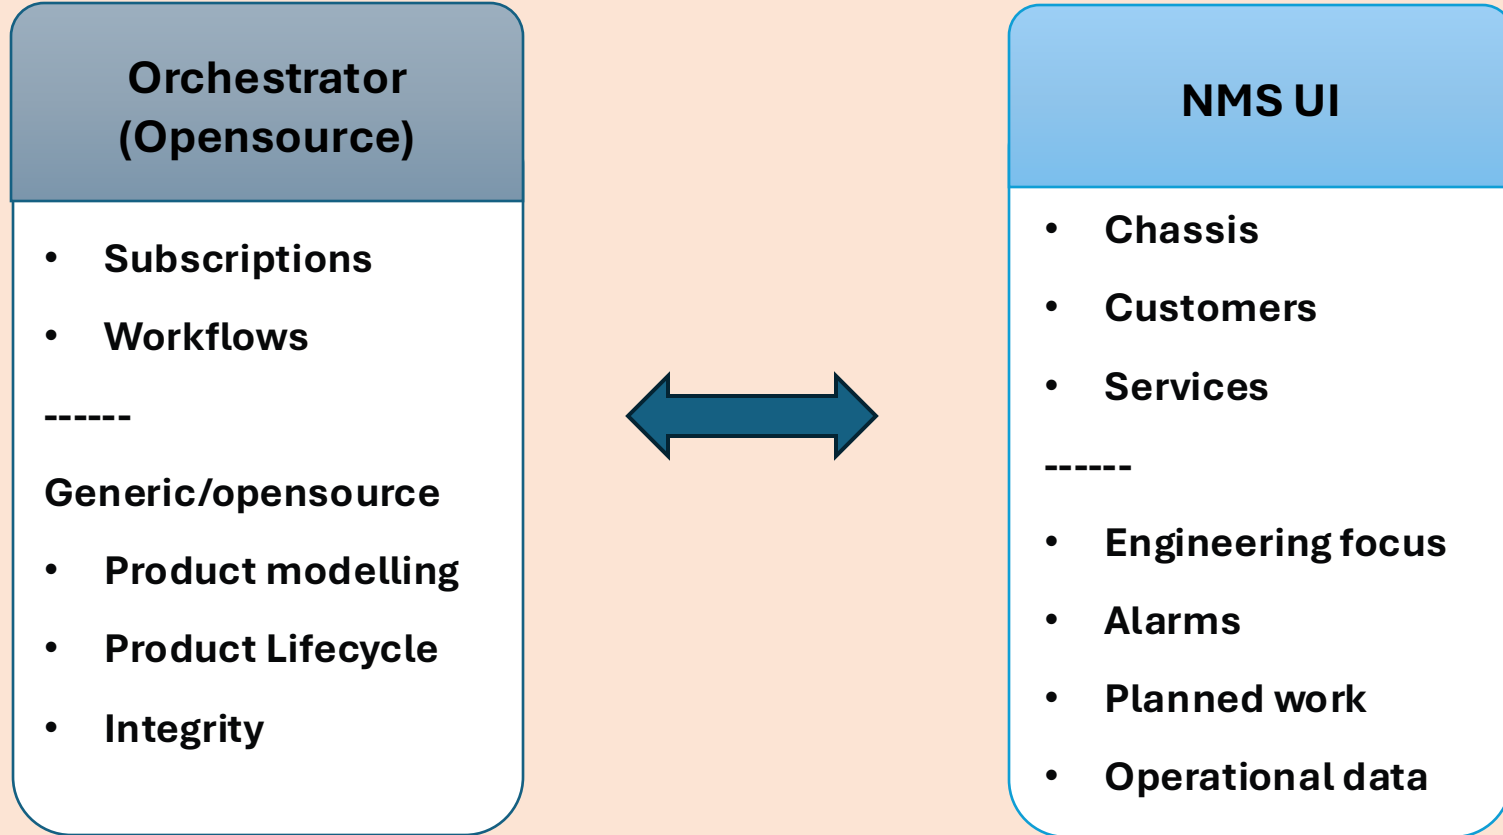 Orchestrator
(Opensource)
• Subscriptions
• Workflows
------
Generic/opensource
• Product modelling
• Product Lifecycle
• Integrity
NMS UI
• Chassis
• Customers
• Services
------
• Engineering focus
• Alarms
• Planned work
• Operational data